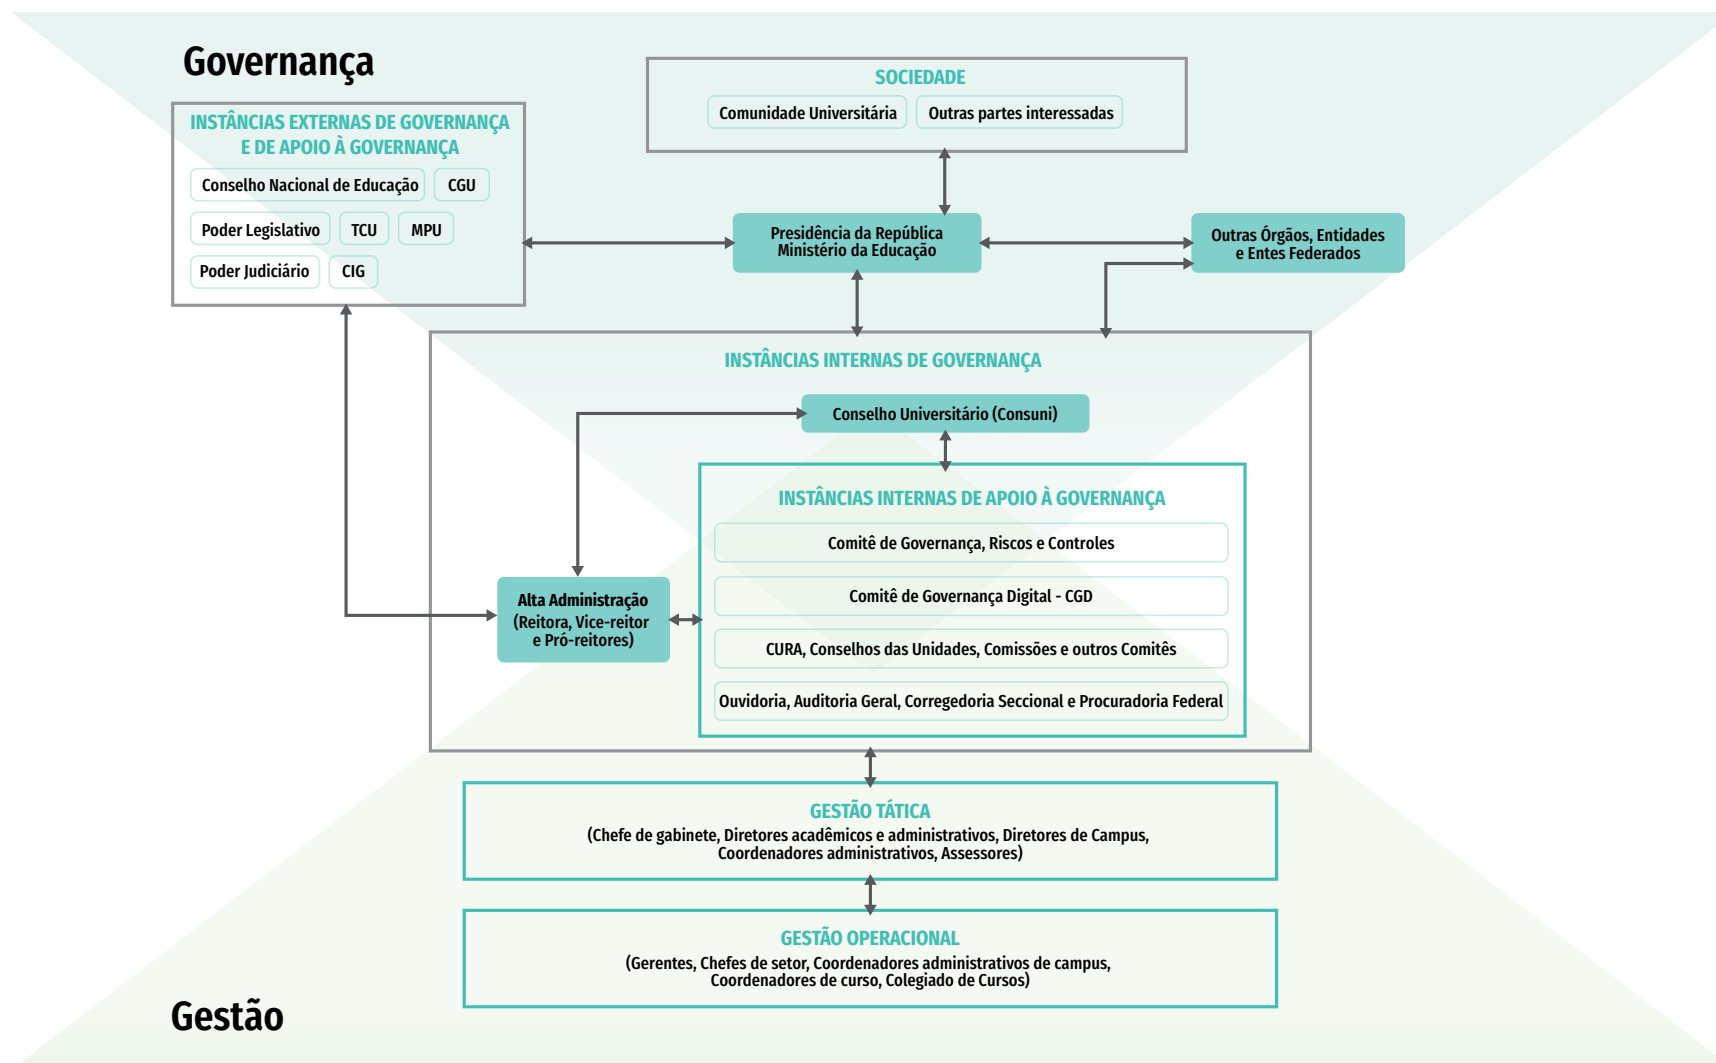 Governança
SOCIEDADE
Comunidade Universitária
Outras partes interessadas
INSTÂNCIAS EXTERNAS DE GOVERNANÇA
E DE APOIO À GOVERNANÇA
Conselho Nacional de Educação
CGU
Poder Legislativo
TCU
MPU
Poder Judiciário
CIG
Presidência da República
Ministério da Educação
Outras Órgãos, Entidades
e Entes Federados
INSTÂNCIAS INTERNAS DE GOVERNANÇA
Conselho Universitário (Consuni)
INSTÂNCIAS INTERNAS DE APOIO À GOVERNANÇA
Comitê de Governança, Riscos e Controles
Comitê de Governança Digital - CGD
CURA, Conselhos das Unidades, Comissões e outros Comitês
Ouvidoria, Auditoria Geral, Corregedoria Seccional e Procuradoria Federal
Alta Administração
(Reitora, Vice-reitor
e Pró-reitores)
GESTÃO TÁTICA
(Chefe de gabinete, Diretores acadêmicos e administrativos, Diretores de Campus,
Coordenadores administrativos, Assessores)
GESTÃO OPERACIONAL
(Gerentes, Chefes de setor, Coordenadores administrativos de campus,
Coordenadores de curso, Colegiado de Cursos)
Gestão